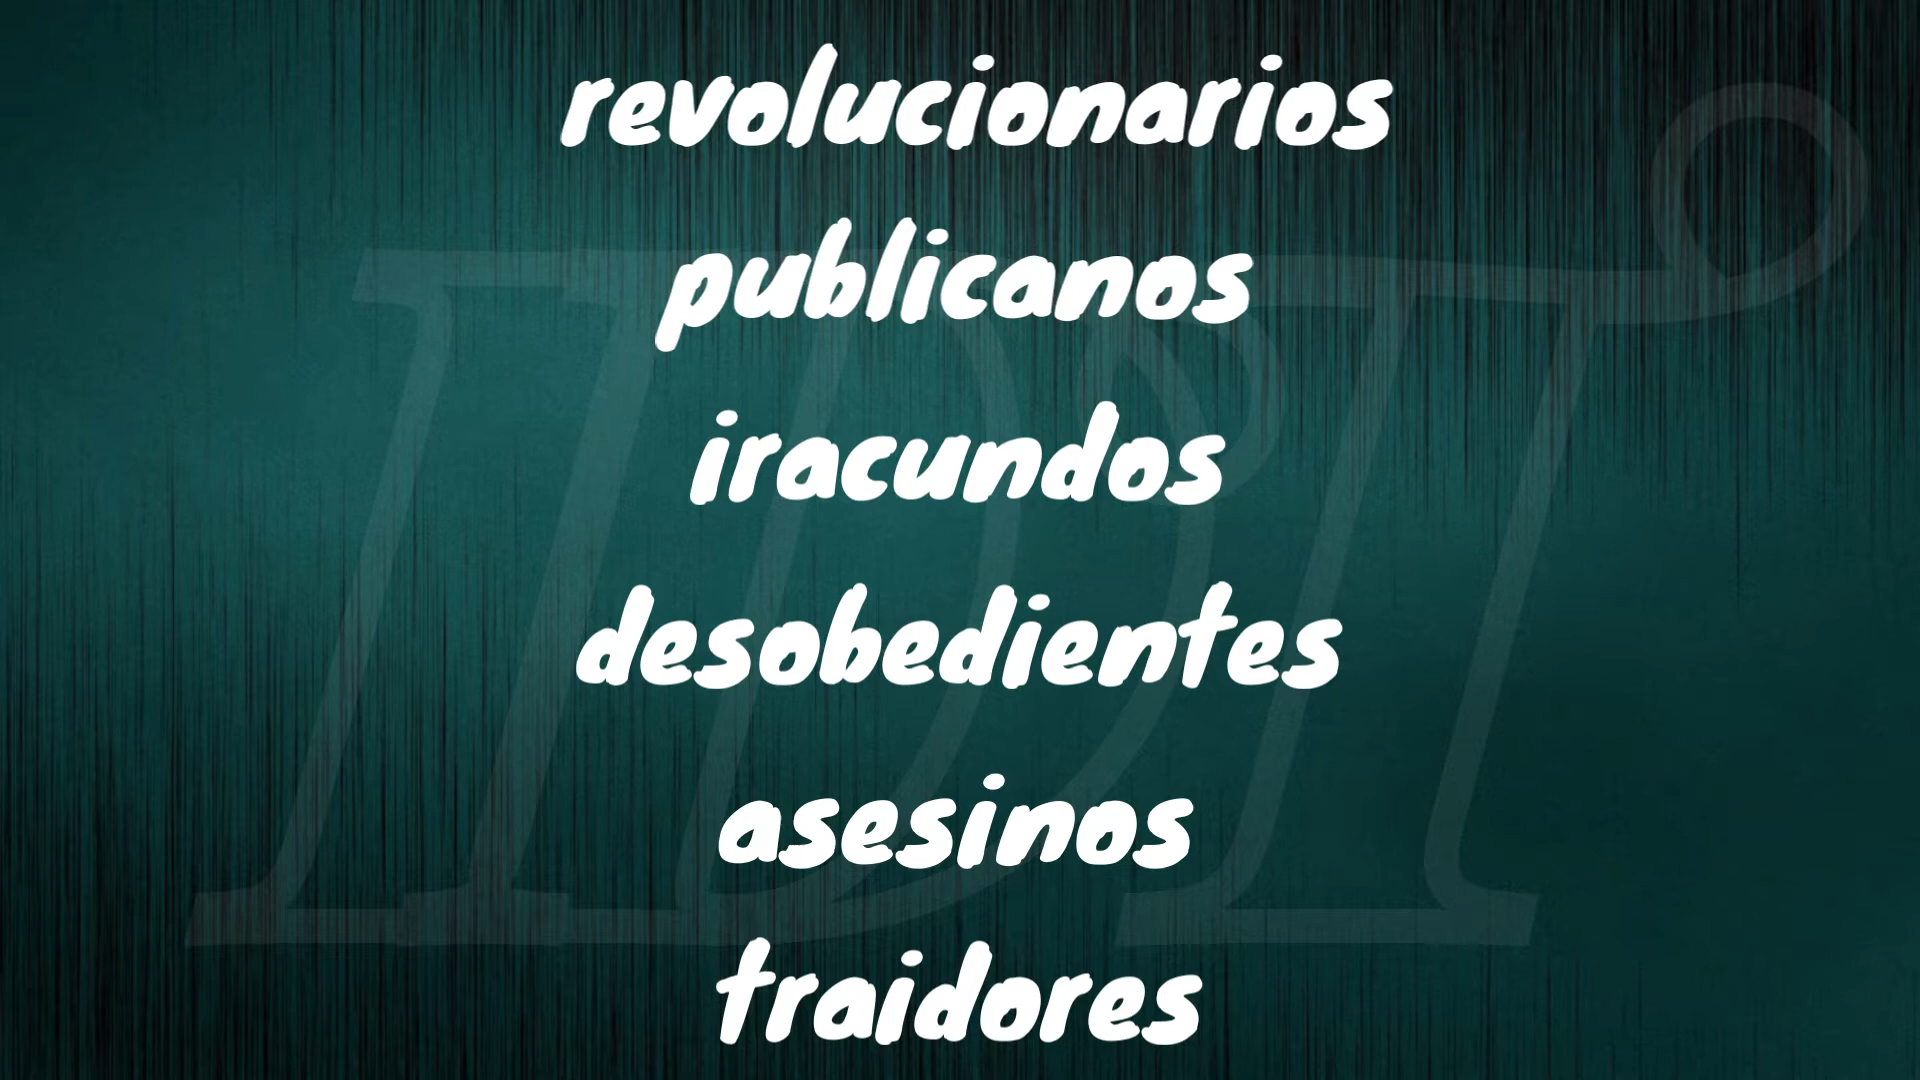 revolucionarios
publicanos
iracundos
desobedientes
asesinos
traidores